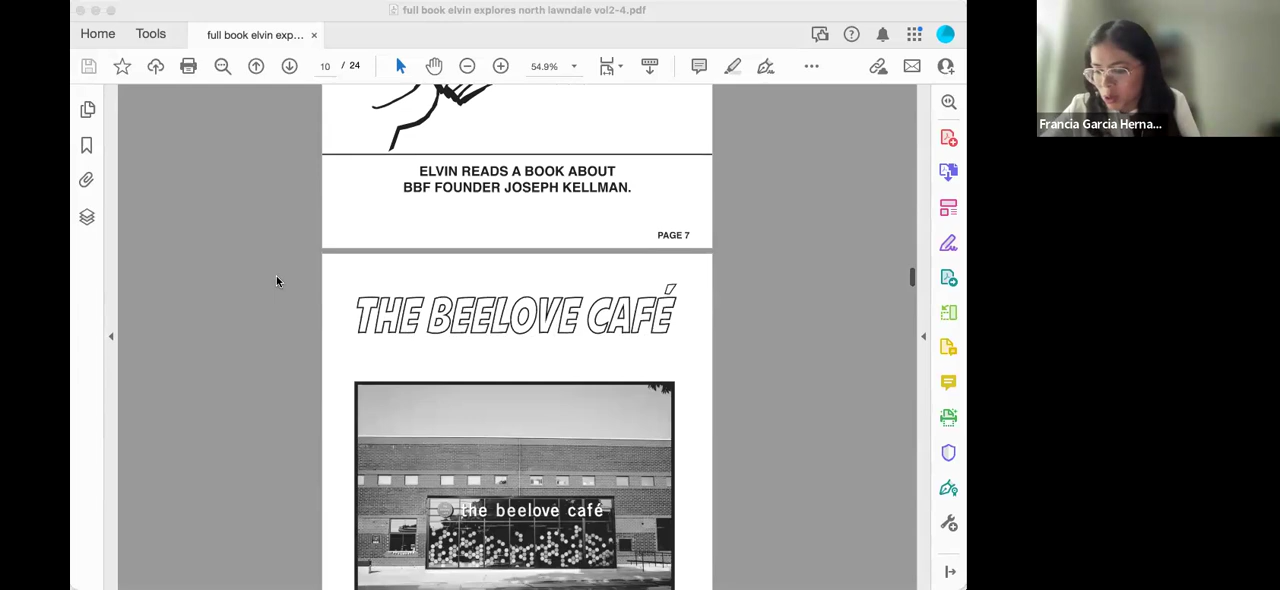 full book elvin explores north lawndale vol2-4.pdf
Home
Tools
full book elvin exp... ×
10 / 24
54.9%
Francia Garcia Herna...
ELVIN READS A BOOK ABOUT
BBF FOUNDER JOSEPH KELLMAN.
PAGE 7
THE BEELOVE CAFÉ
the beelove café